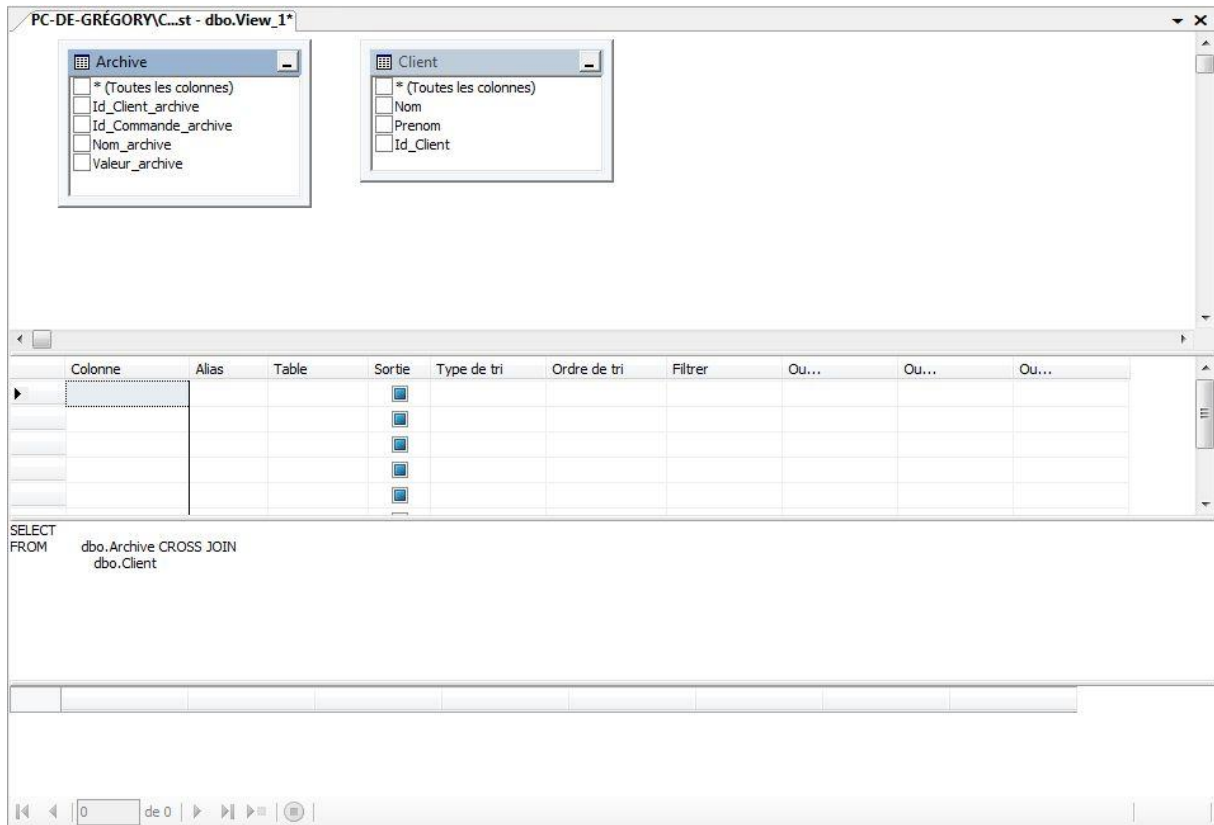 PC-DE-GRÉGORY\C...st - dbo.View_1*
Archive
* (Toutes les colonnes)
Id_Client_archive
Id_Commande_archive
Nom_archive
Valeur_archive
Client
* (Toutes les colonnes)
Nom
Prenom
Id_Client
Colonne Alias Table Sortie Type de tri Ordre de tri Filtrer Ou... Ou... Ou...
SELECT
FROM dbo.Archive CROSS JOIN
dbo.Client
0 de 0